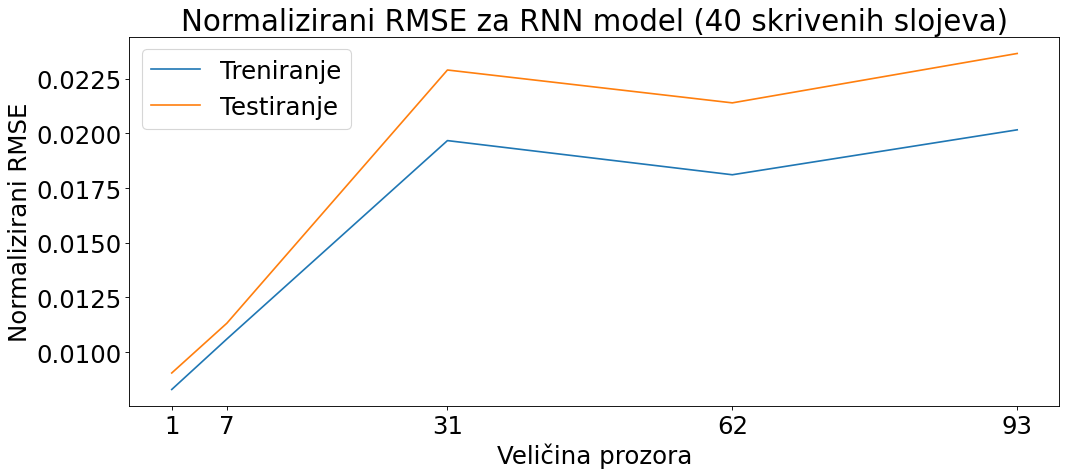 Normalizirani RMSE za RNN model (40 skrivenih slojeva)
Treniranje
Testiranje
Normalizirani RMSE
0.0225
0.0200
0.0175
0.0150
0.0125
0.0100
1 7 31 62 93
Veličina prozora